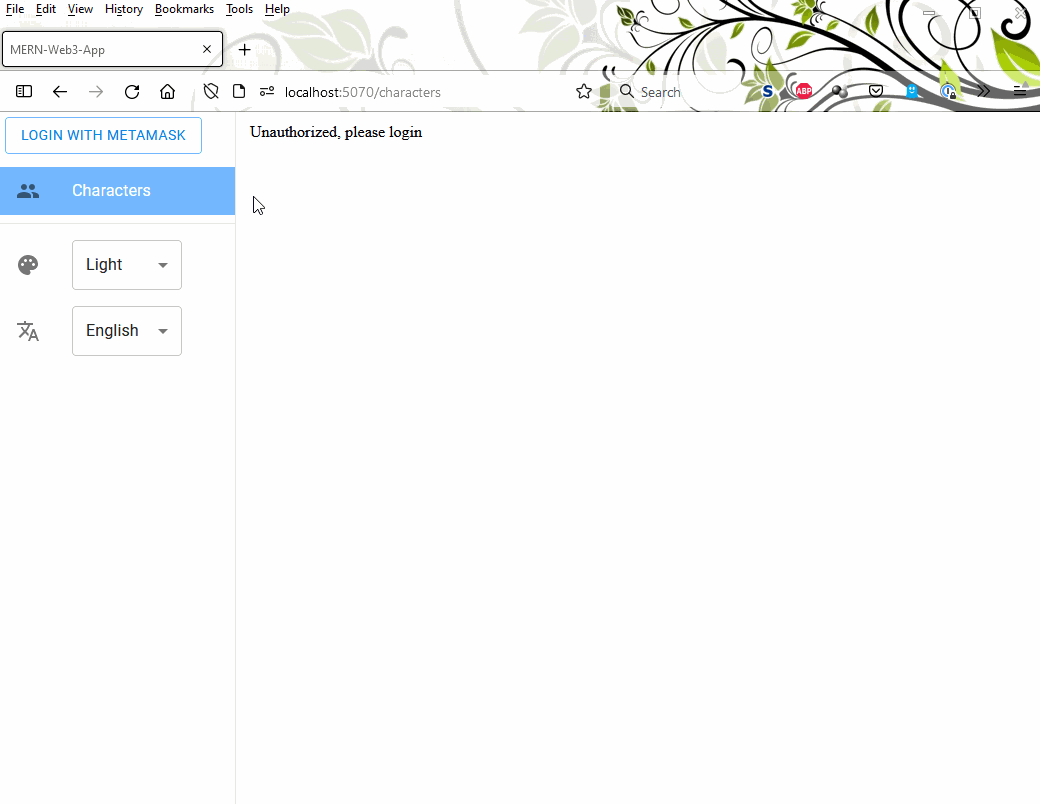 File Edit View History Bookmarks Tools Help
MERN-Web3-App
localhost:5070/characters
Search
S
ABP
LOGIN WITH METAMASK
Unauthorized, please login
Characters
Light
English